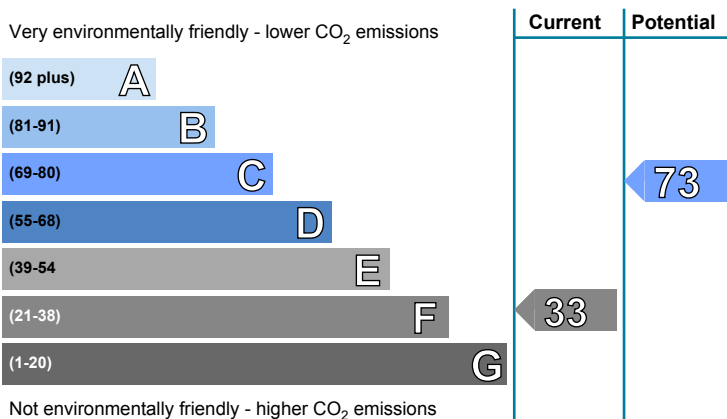 Current Potential
Very environmentally friendly - lower CO2 emissions
(92 plus) A
(81-91) B
(69-80) C
73
(55-68) D
(39-54 E
(21-38) F
33
(1-20) G
Not environmentally friendly - higher CO2 emissions